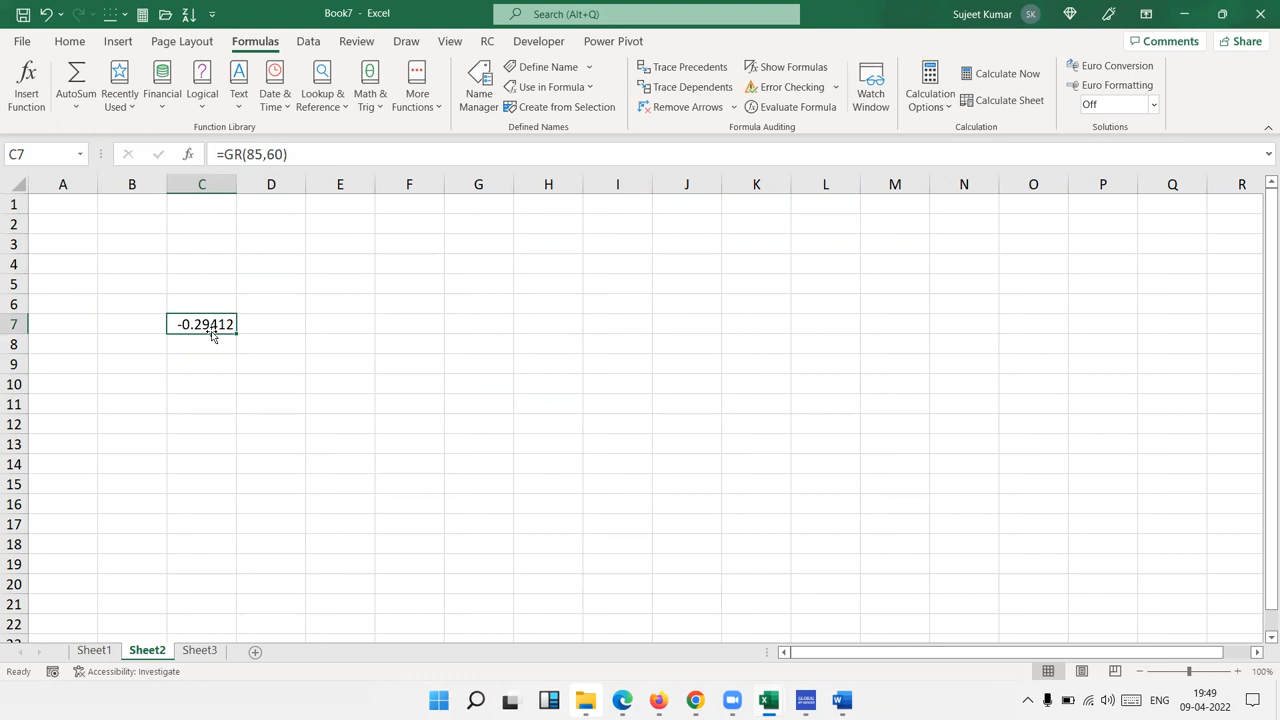 Book7 - Excel
Search (Alt+Q)
Sujeet Kumar
File Home Insert Page Layout Formulas Data Review View Draw RC Developer Power Pivot
Comments Share
Insert Function
AutoSum
Recently Used
Financial
Logical
Text
Date & Time
Lookup & Reference
Math & Trig
More Functions
Function Library
Name Manager
Define Name
Use in Formula
Create from Selection
Defined Names
Trace Precedents
Trace Dependents
Remove Arrows
Show Formulas
Error Checking
Evaluate Formula
Formula Auditing
Watch Window
Calculation Options
Calculate Now
Calculate Sheet
Calculation
Euro Conversion
Euro Formatting
Off
Solutions
C7 fx =GR(85,60)
A B C D E F G H I J K L M N O P Q R
1
2
3
4
5
6
7 -0.29412
8
9
10
11
12
13
14
15
16
17
18
19
20
21
22
23
Sheet1 Sheet2 Sheet3
Ready Accessibility: Investigate 100%
ENG 19:49
09-04-2022